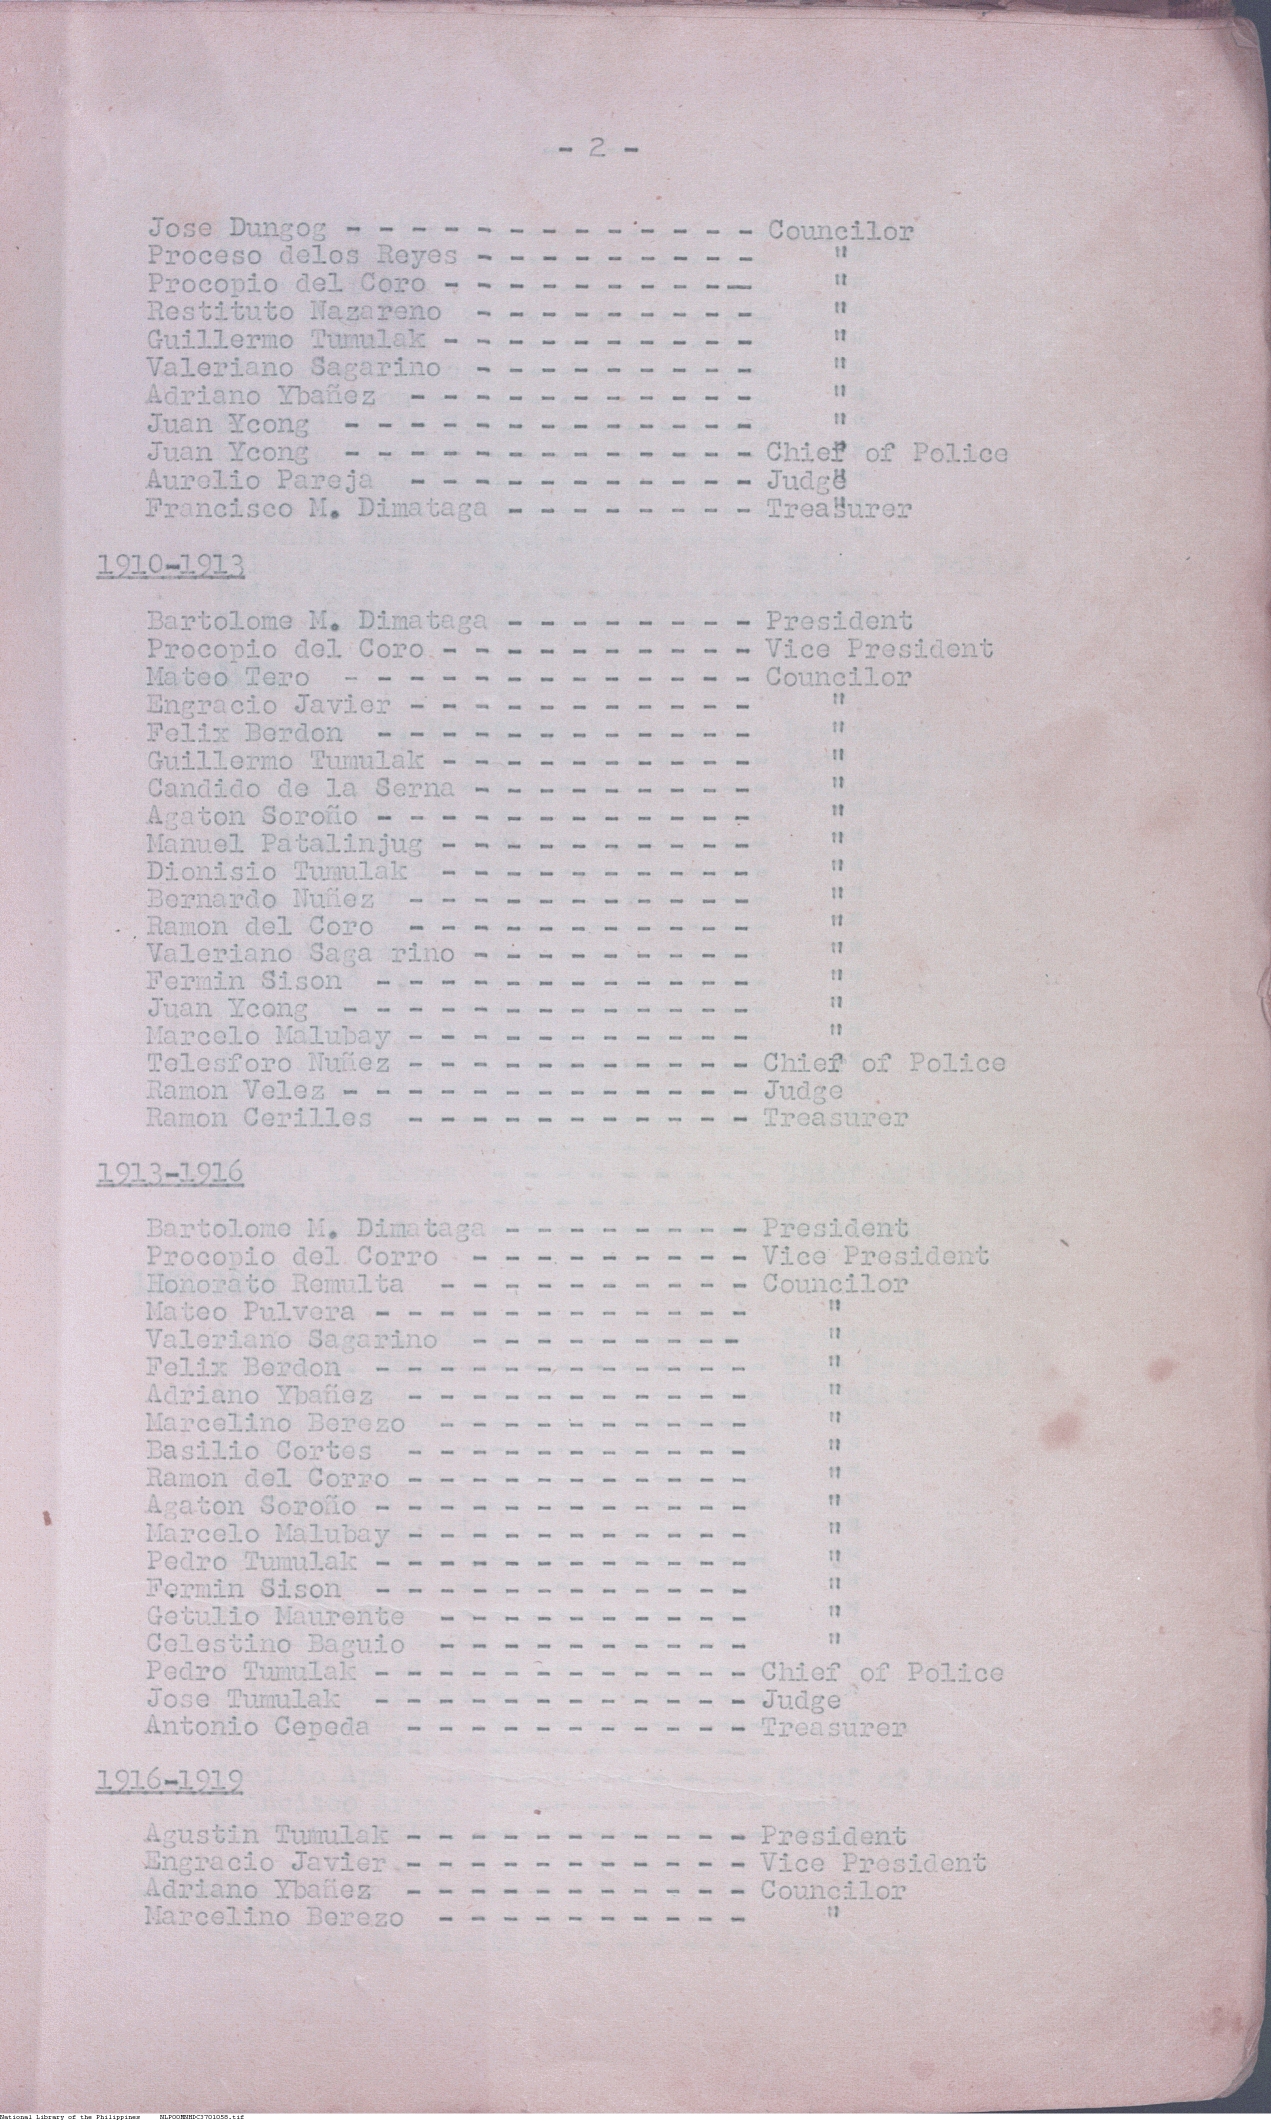 - 2 -
Jose Dungog - - - - - - - - - - - - - Councilor
Proceso delos Reyes - - - - - - - - - "
Procopio del Coro - - - - - - - - - - "
Restituto Nazareno - - - - - - - - - "
Guillermo Tumulak - - - - - - - - - - "
Valeriano Sagarino - - - - - - - - - "
Adriano Ybañez - - - - - - - - - - - "
Juan Ycong - - - - - - - - - - - - - "
Juan Ycong - - - - - - - - - - - - - Chief of Police
Aurelio Pareja - - - - - - - - - - - Judge
Francisco M. Dimataga - - - - - - - - Treasurer
1910-1913
Bartolome M. Dimataga - - - - - - - - President
Procopio del Coro - - - - - - - - - - Vice President
Mateo Tero - - - - - - - - - - - - - Councilor
Engracio Javier - - - - - - - - - - - "
Felix Berdon - - - - - - - - - - - - "
Guillermo Tumulak - - - - - - - - - - "
Candido de la Serna - - - - - - - - - "
Agaton Soroño - - - - - - - - - - - - "
Manuel Patalinjug - - - - - - - - - - "
Dionisio Tumulak - - - - - - - - - - "
Bernardo Nuñez - - - - - - - - - - - "
Ramon del Coro - - - - - - - - - - - "
Valeriano Saga rino - - - - - - - - - "
Fermin Sison - - - - - - - - - - - - "
Juan Ycong - - - - - - - - - - - - - "
Marcelo Malubay - - - - - - - - - - - "
Telesforo Nuñez - - - - - - - - - - - Chief of Police
Ramon Velez - - - - - - - - - - - - - Judge
Ramon Cerilles - - - - - - - - - - - Treasurer
1913-1916
Bartolome M. Dimataga - - - - - - - - President
Procopio del Corro - - - - - - - - - Vice President
Honorato Remulta - - - - - - - - - - Councilor
Mateo Pulvera - - - - - - - - - - - - "
Valeriano Sagarino - - - - - - - - - "
Felix Berdon - - - - - - - - - - - - "
Adriano Ybañez - - - - - - - - - - - "
Marcelino Berezo - - - - - - - - - - "
Basilio Cortes - - - - - - - - - - - "
Ramon del Corro - - - - - - - - - - - "
Agaton Soroño - - - - - - - - - - - - "
Marcelo Malubay - - - - - - - - - - - "
Pedro Tumulak - - - - - - - - - - - - "
Fermin Sison - - - - - - - - - - - - "
Getulio Maurente - - - - - - - - - - "
Celestino Baguio - - - - - - - - - - "
Pedro Tumulak - - - - - - - - - - - - Chief of Police
Jose Tumulak - - - - - - - - - - - - Judge
Antonio Cepeda - - - - - - - - - - - Treasurer
1916-1919
Agustin Tumulak - - - - - - - - - - - President
Engracio Javier - - - - - - - - - - - Vice President
Adriano Ybañez - - - - - - - - - - - Councilor
Marcelino Berezo - - - - - - - - - - "
National Library of the Philippines NLPOOMNHDC3701058.tif